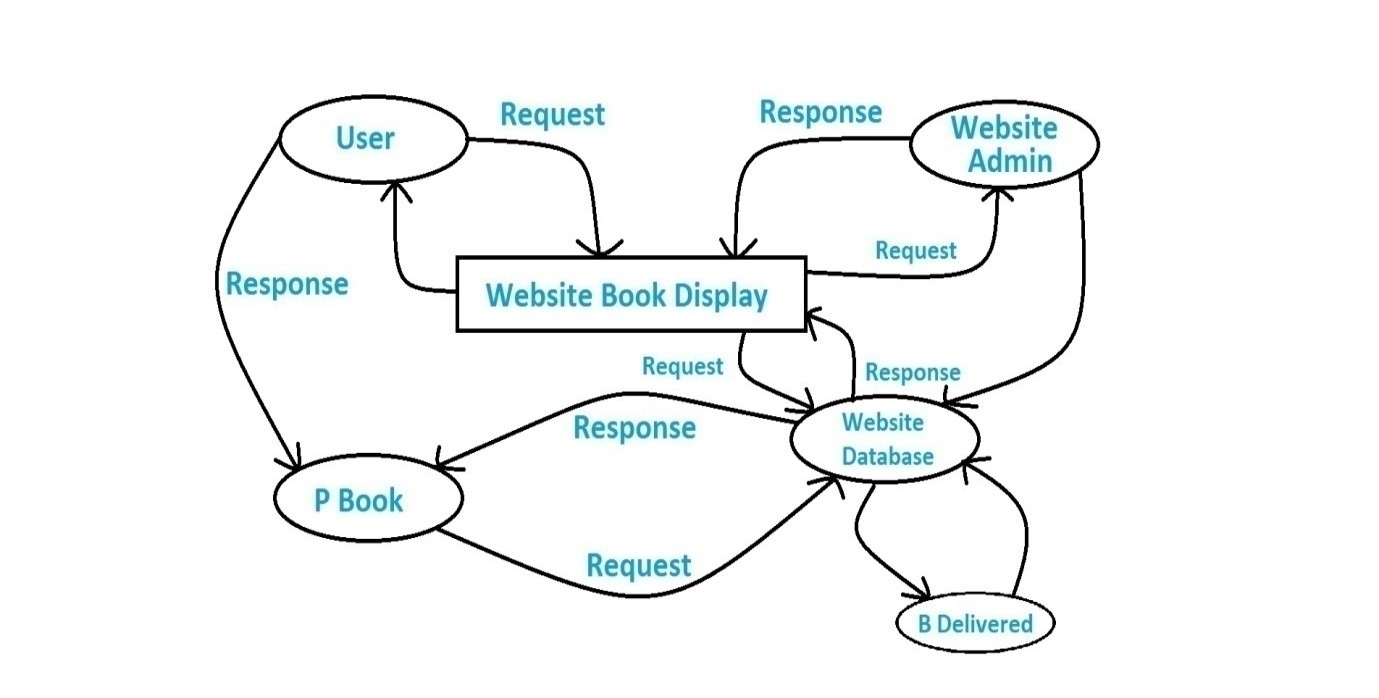 Request
Response
User
Website
Admin
Request
Response
Website Book Display
Request
Response
Response
Website
Database
P Book
Request
B Delivered